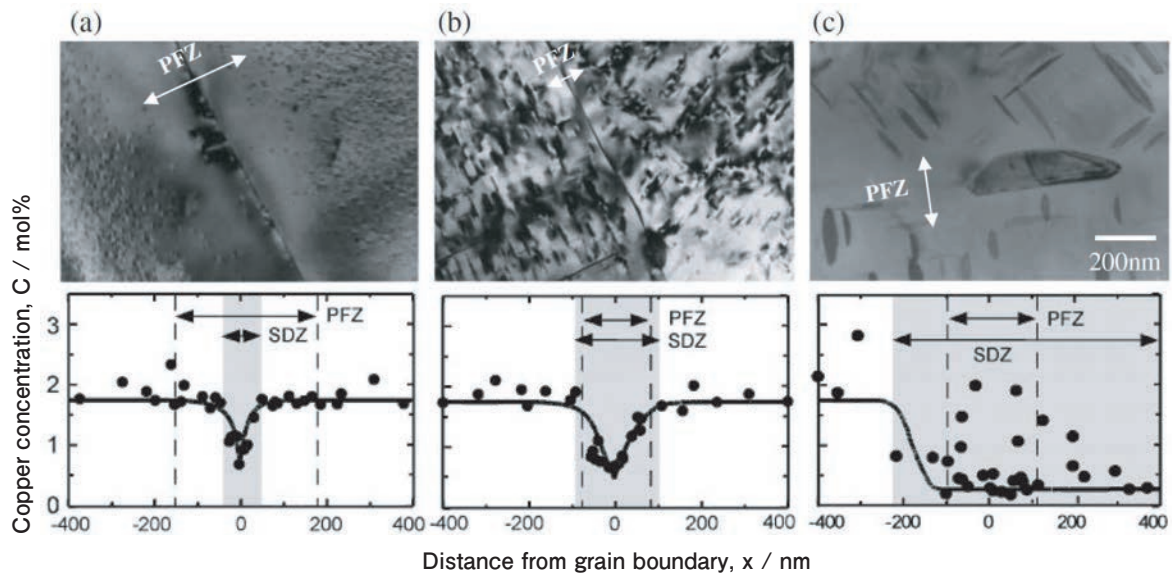 (a)
(b)
(c)
PFZ
PFZ
PFZ
200nm
Copper concentration, C / mol%
3
2
1
0
PFZ
SDZ
PFZ
SDZ
PFZ
SDZ
-400 -200 0 200 400
-400 -200 0 200 400
-400 -200 0 200 400
Distance from grain boundary, x / nm